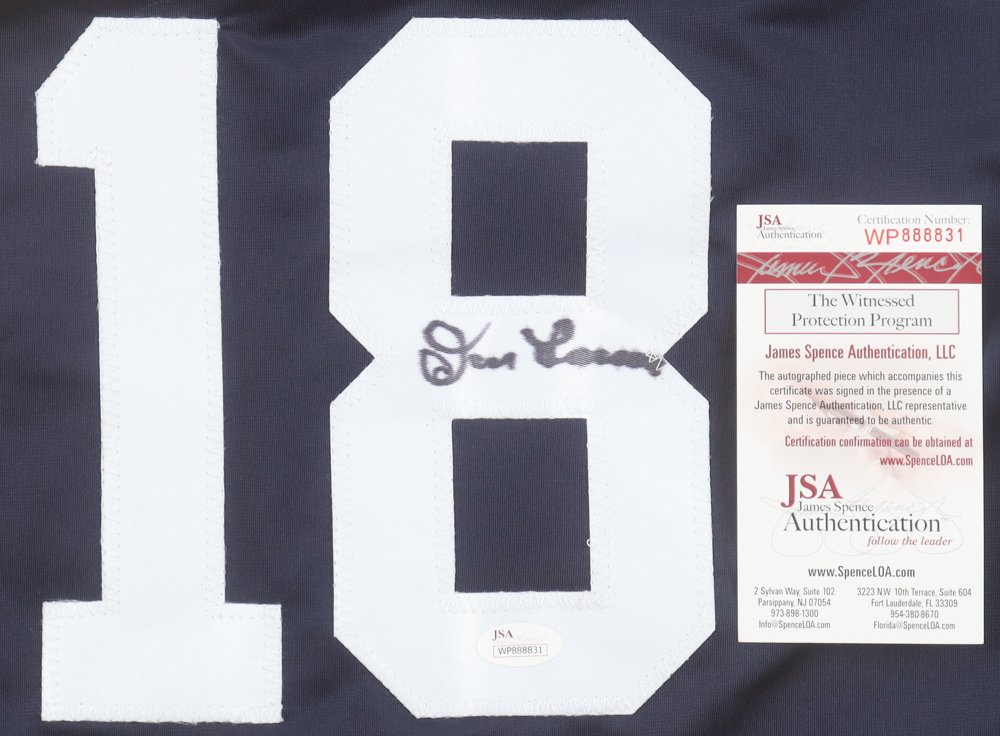 18
JSA
WP888831
JSA
James Spence
Authentication
Certification Number:
WP888831
The Witnessed
Protection Program
James Spence Authentication, LLC
The autographed piece which accompanies this
certificate was signed in the presence of a
James Spence Authentication, LLC representative
and is guaranteed to be authentic.
Certification confirmation can be obtained at
www.SpenceLOA.com
JSA
James Spence
Authentication
follow the leader
www.SpenceLOA.com
2 Sylvan Way, Suite 102
Parsippany, NJ 07054
973-898-1300
Info@SpenceLOA.com
3223 N.W. 10th Terrace, Suite 604
Fort Lauderdale, FL 33309
954-380-8670
Florida@SpenceLOA.com